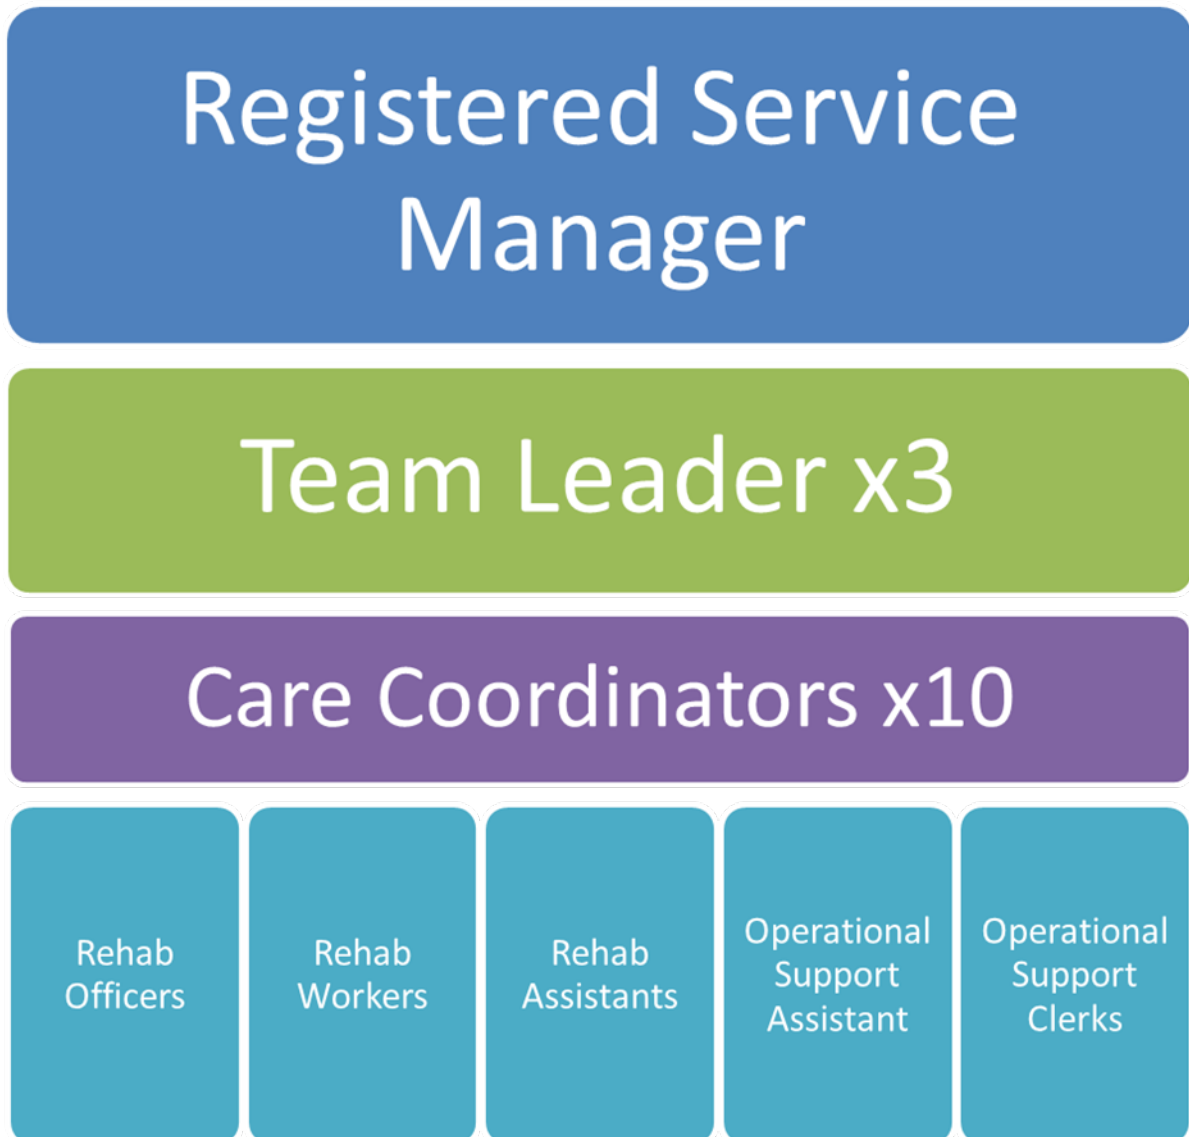 Registered Service
Manager
Team Leader x3
Care Coordinators x10
Rehab
Officers
Rehab
Workers
Rehab
Assistants
Operational
Support
Assistant
Operational
Support
Clerks